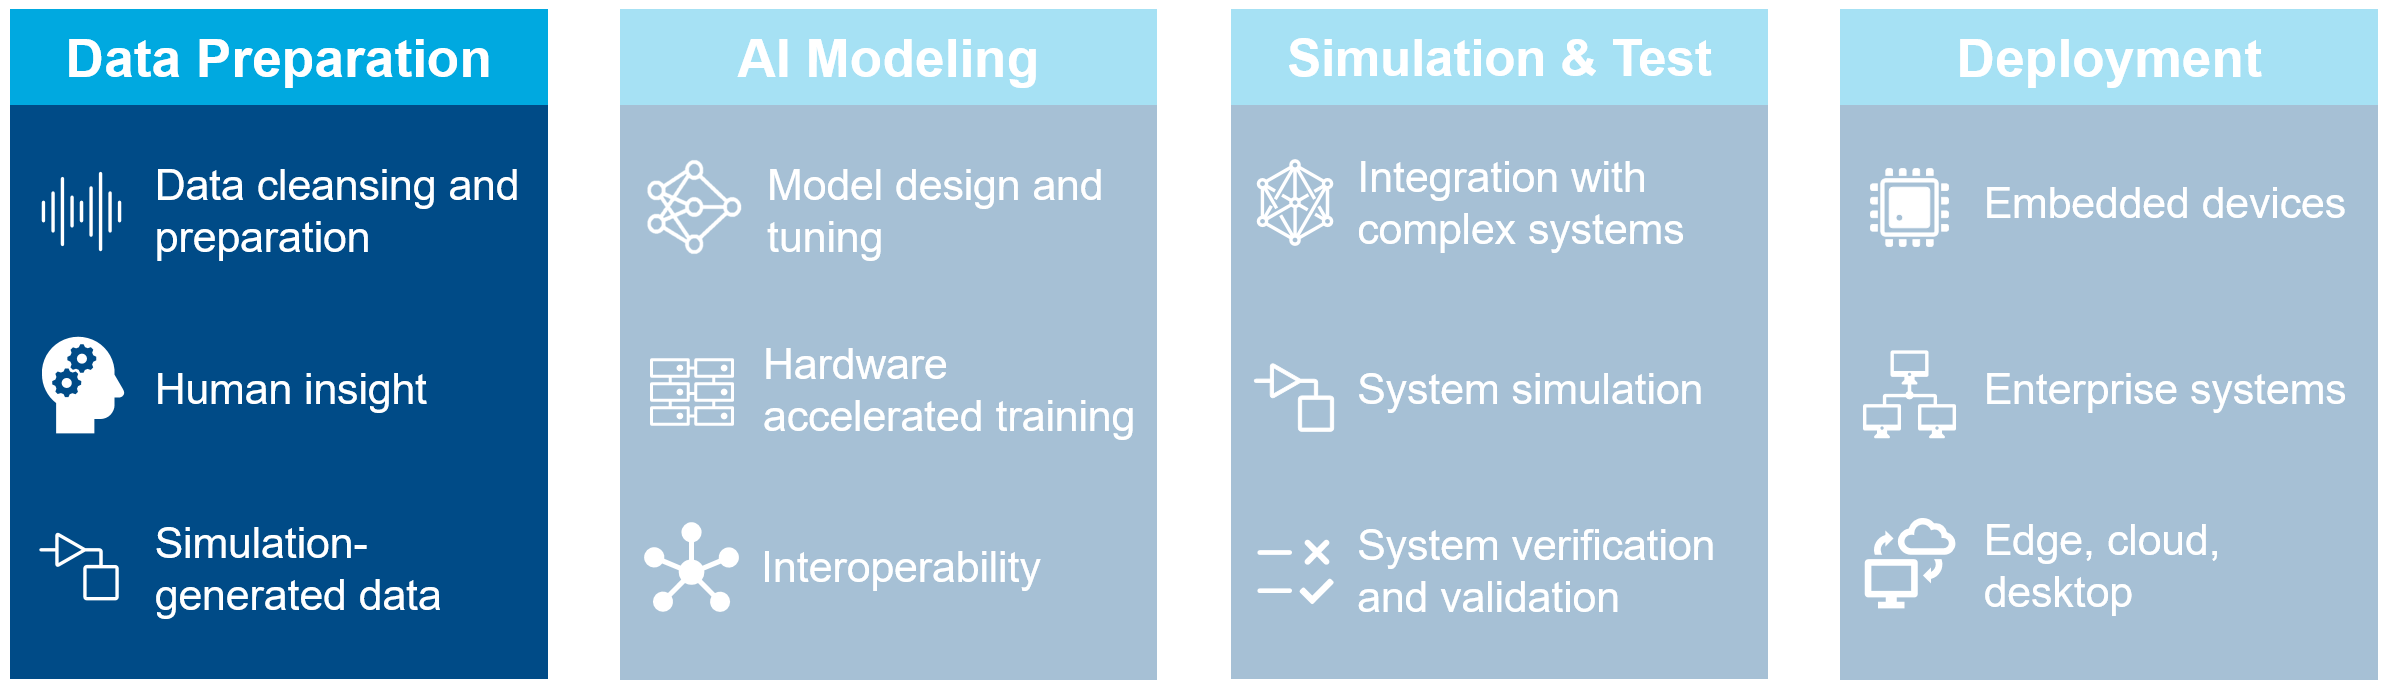 Data Preparation
Data cleansing and
preparation
Human insight
Simulation-
generated data
AI Modeling
Model design and
tuning
Hardware
accelerated training
Interoperability
Simulation & Test
Integration with
complex systems
System simulation
System verification
and validation
Deployment
Embedded devices
Enterprise systems
Edge, cloud,
desktop